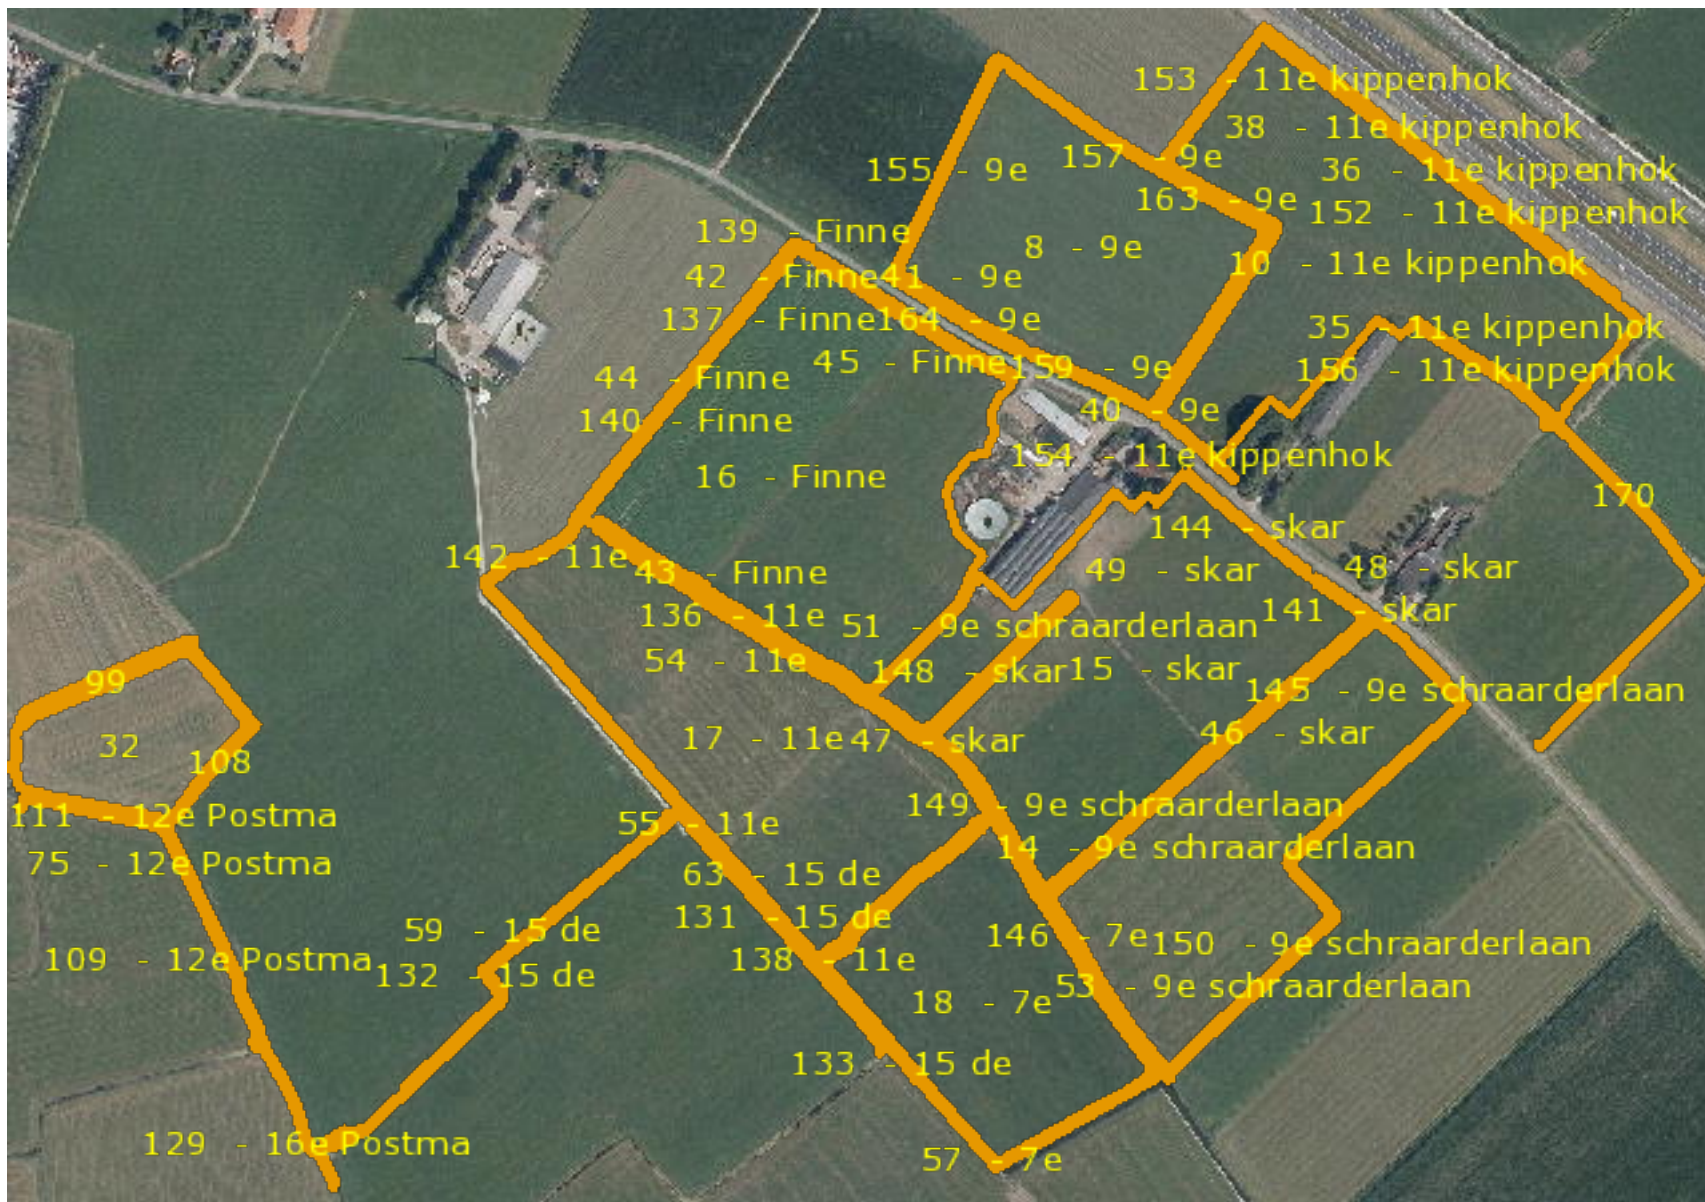 153 - 11e kippenhok
38 - 11e kippenhok
157 - 9e
155 - 9e
36 - 11e kippenhok
163 - 9e
152 - 11e kippenhok
139 - Finne
8 - 9e
10 - 11e kippenhok
42 - Finne
41 - 9e
137 - Finne
164 - 9e
35 - 11e kippenhok
45 - Finne
159 - 9e
156 - 11e kippenhok
44 - Finne
40 - 9e
140 - Finne
154 - 11e kippenhok
16 - Finne
170
144 - skar
142 - 11e
43 - Finne
49 - skar
48 - skar
136 - 11e
51 - 9e schraarderlaan
141 - skar
54 - 11e
148 - skar
15 - skar
99
145 - 9e schraarderlaan
32
17 - 11e
47 - skar
46 - skar
108
111 - 12e Postma
55 - 11e
149 - 9e schraarderlaan
14 - 9e schraarderlaan
75 - 12e Postma
63 - 15 de
131 - 15 de
59 - 15 de
146 - 7e
150 - 9e schraarderlaan
109 - 12e Postma
132 - 15 de
138 - 11e
18 - 7e
53 - 9e schraarderlaan
133 - 15 de
129 - 16e Postma
57 - 7e